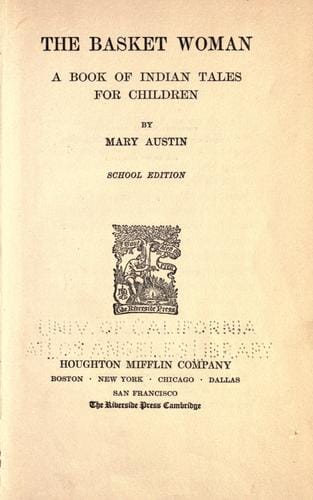 THE BASKET WOMAN
A BOOK OF INDIAN TALES
FOR CHILDREN
BY
MARY AUSTIN
SCHOOL EDITION
The Riverside Press
UNIV. OF CALIFORNIA
AT LOS ANGELES LIBRARY
HOUGHTON MIFFLIN COMPANY
BOSTON · NEW YORK · CHICAGO · DALLAS
SAN FRANCISCO
The Riverside Press Cambridge